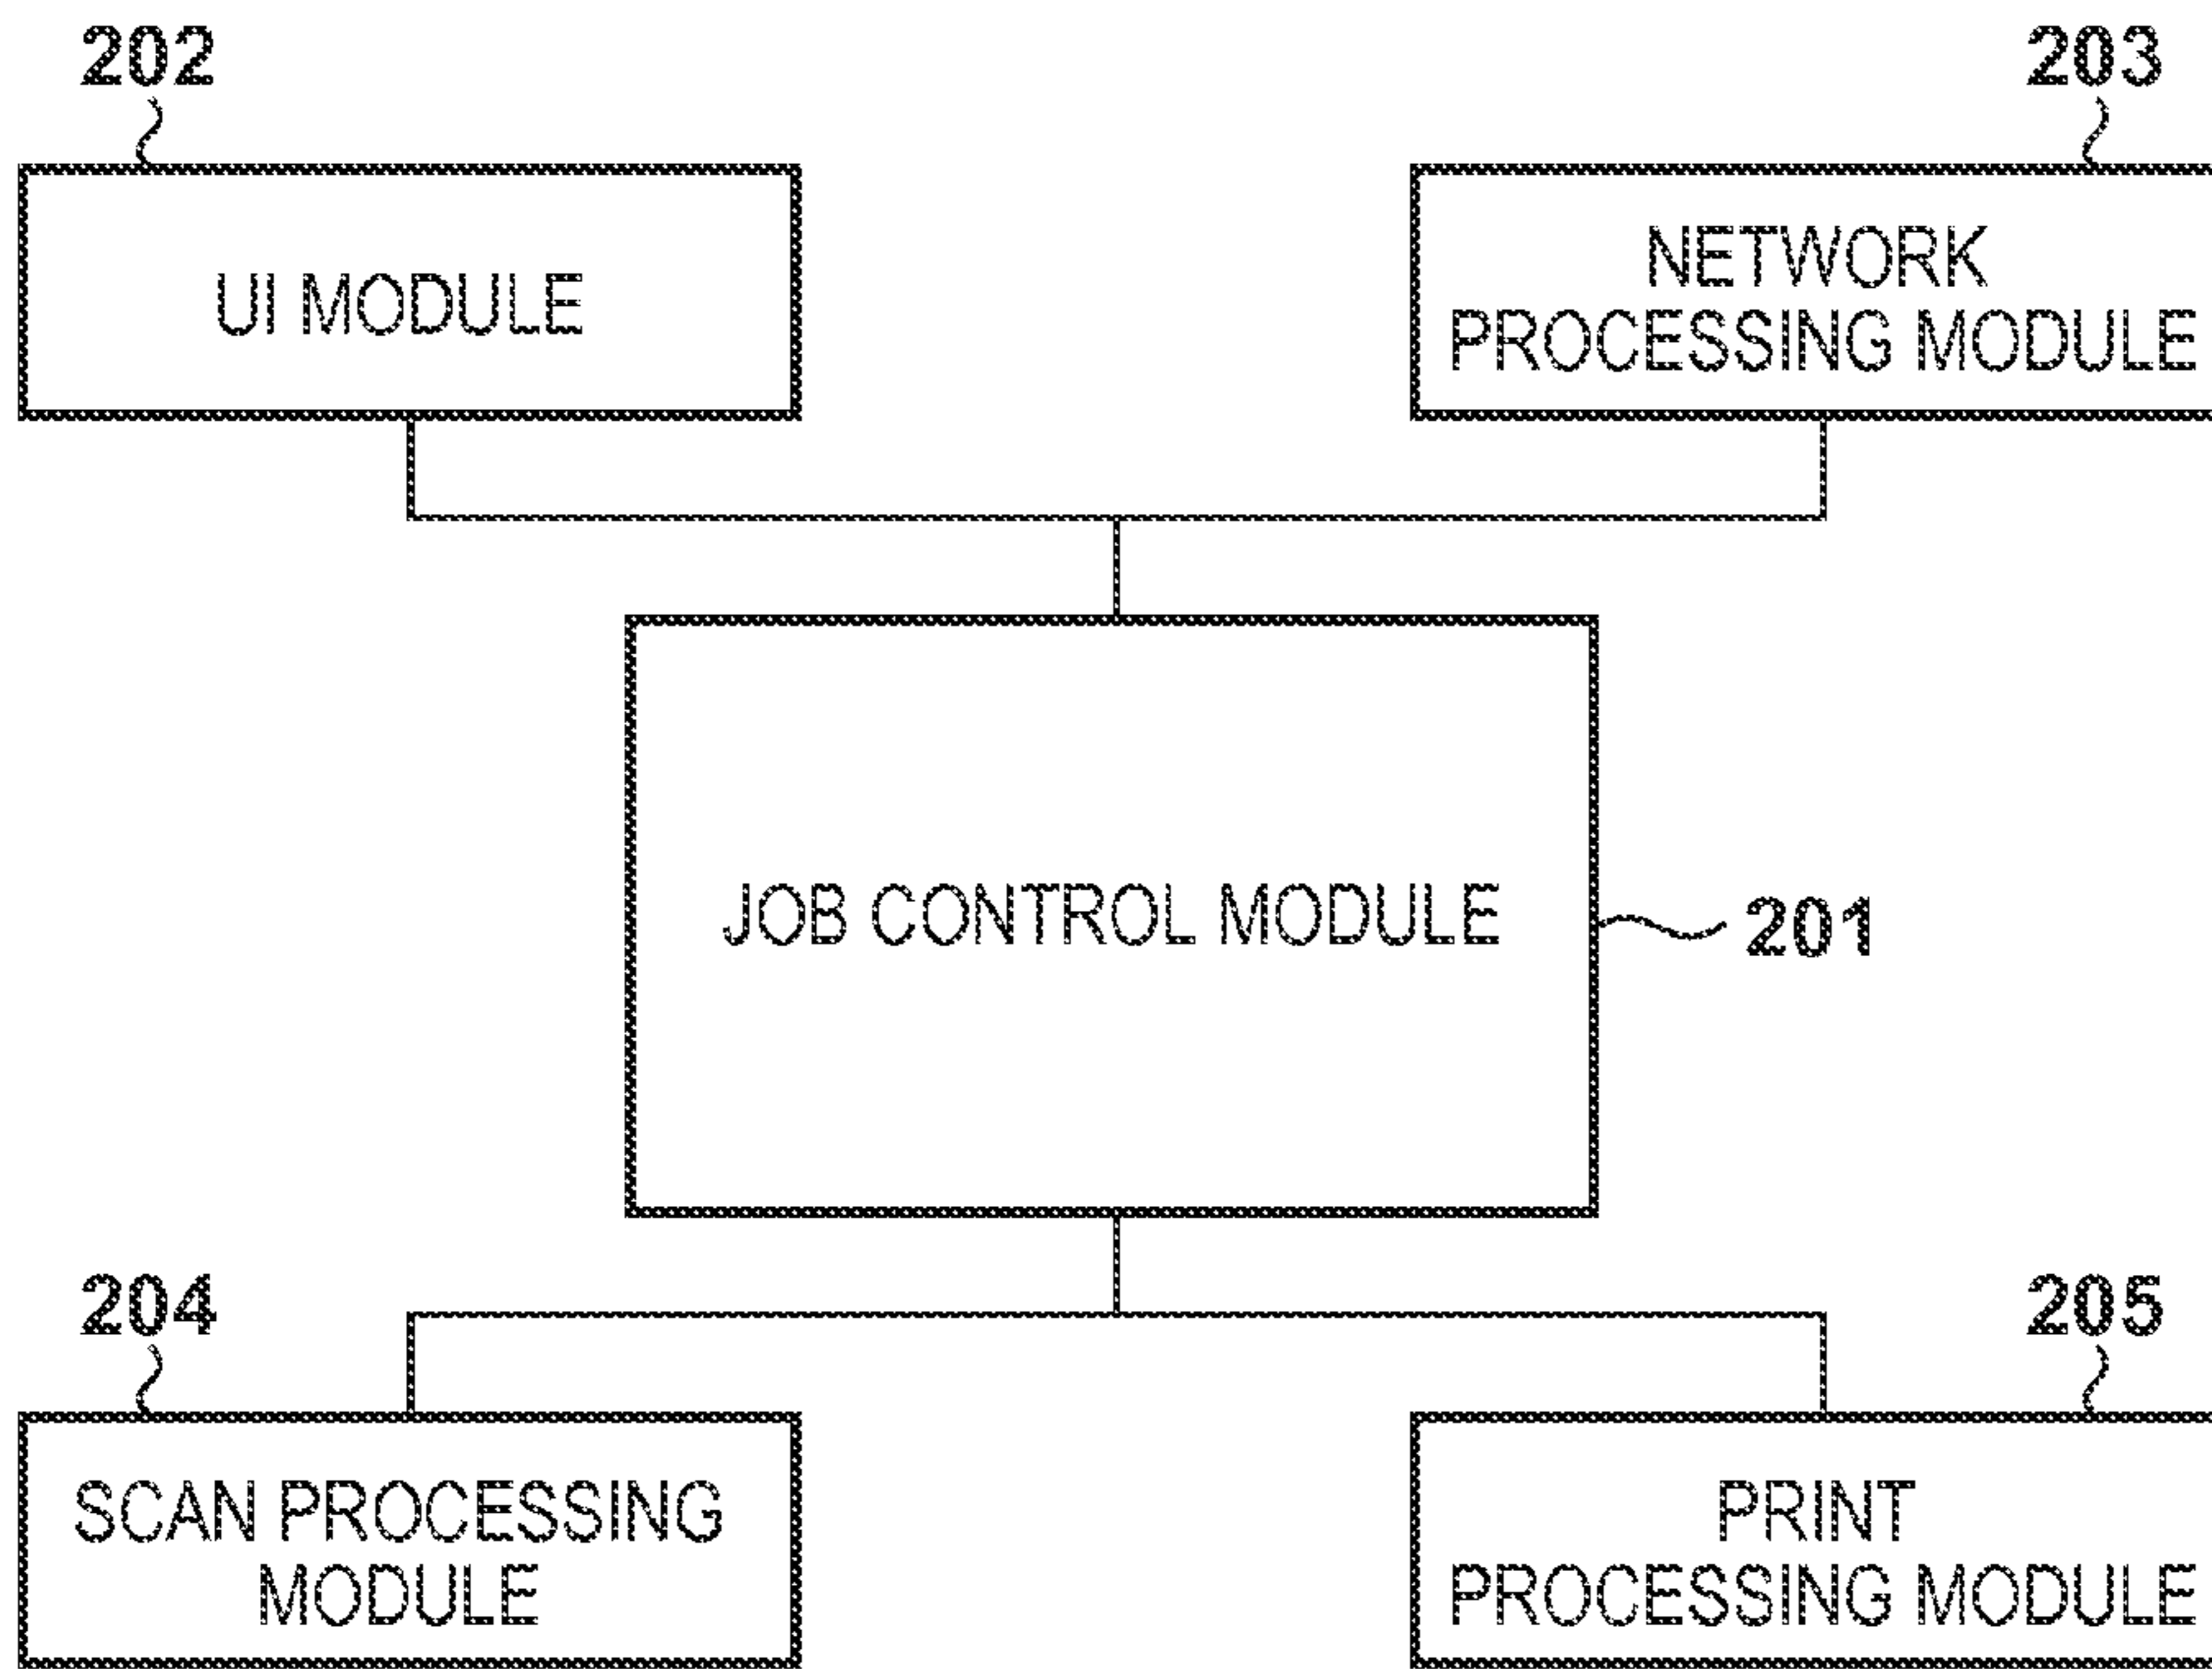 202
203
UI MODULE
NETWORK
PROCESSING MODULE
JOB CONTROL MODULE
201
204
205
SCAN PROCESSING
MODULE
PRINT
PROCESSING MODULE